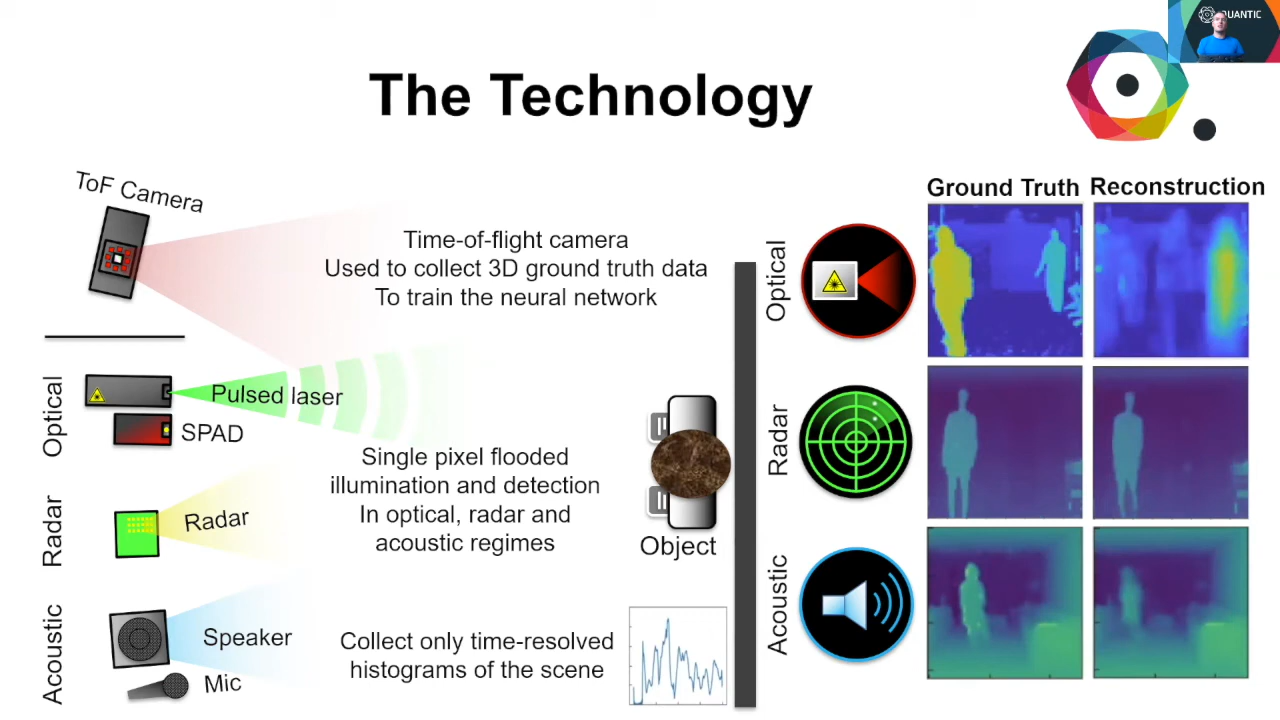 QUANTIC
The Technology
ToF Camera
Time-of-flight camera
Used to collect 3D ground truth data
To train the neural network
Optical
Pulsed laser
SPAD
Single pixel flooded
illumination and detection
In optical, radar and
acoustic regimes
Radar
Radar
Object
Acoustic
Speaker
Mic
Collect only time-resolved
histograms of the scene
Ground Truth
Reconstruction
Optical
Radar
Acoustic